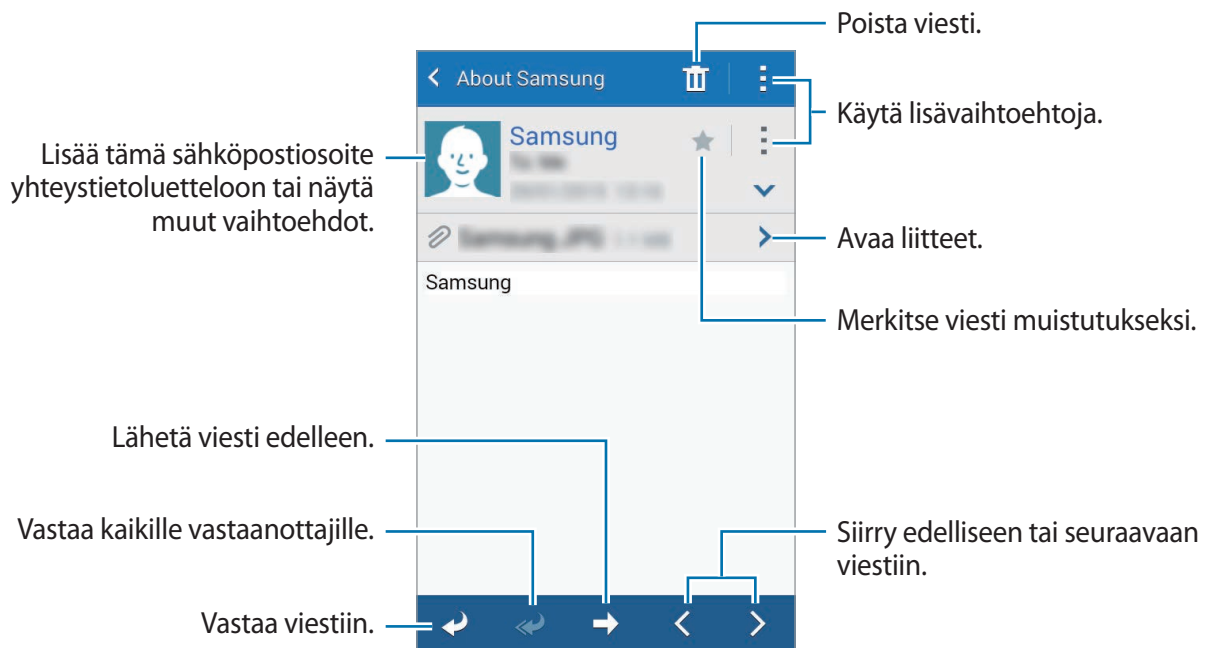 Poista viesti.
About Samsung
Käytä lisävaihtoehtoja.
Samsung
Lisää tämä sähköpostiosoite
yhteystietoluetteloon tai näytä
muut vaihtoehdot.
Avaa liitteet.
Samsung
Merkitse viesti muistutukseksi.
Lähetä viesti edelleen.
Vastaa kaikille vastaanottajille.
Siirry edelliseen tai seuraavaan
viestiin.
Vastaa viestiin.